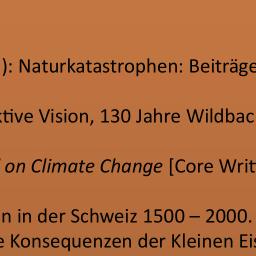 ): Naturkatastrophen: Beiträge
ktive Vision, 130 Jahre Wildbac
on Climate Change [Core Writ
n in der Schweiz 1500 – 2000.
e Konsequenzen der Kleinen Eis